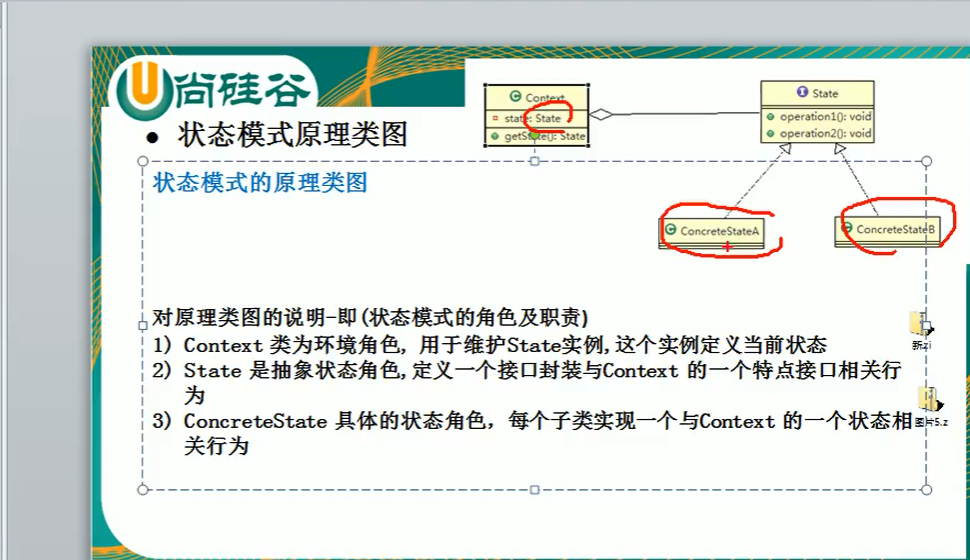 尚硅谷
状态模式原理类图
Context
state: State
getState(): State
State
operation1(): void
operation2(): void
状态模式的原理类图
ConcreteStateA
ConcreteStateB
对原理类图的说明-即(状态模式的角色及职责)
1) Context 类为环境角色, 用于维护State实例,这个实例定义当前状态
2) State 是抽象状态角色,定义一个接口封装与Context 的一个特点接口相关行
为
3) ConcreteState 具体的状态角色，每个子类实现一个与Context 的一个状态相
关行为